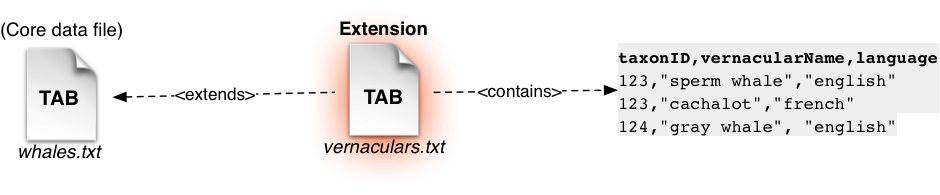 (Core data file)
TAB
whales.txt
<extends>
Extension
TAB
vernaculars.txt
<contains>
taxonID,vernacularName,language
123,"sperm whale","english"
123,"cachalot","french"
124,"gray whale", "english"